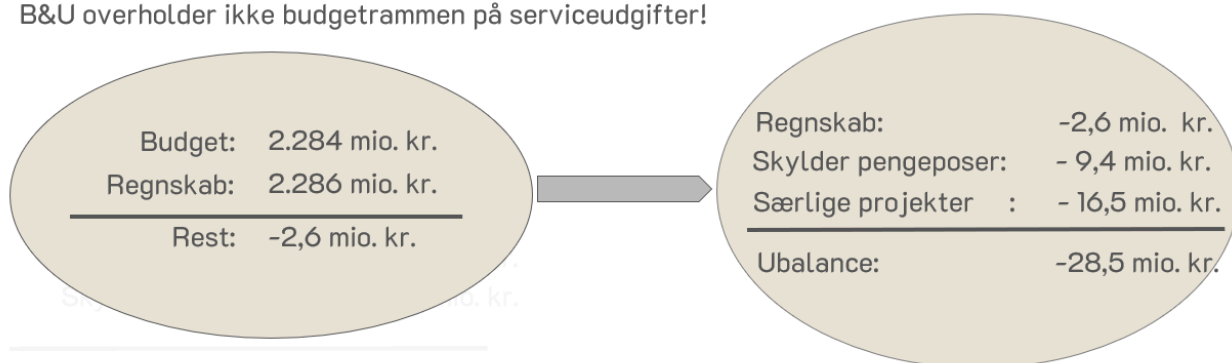 B&U overholder ikke budgetrammen på serviceudgifter!
Budget: 2.284 mio. kr.
Regnskab: 2.286 mio. kr.
Rest: -2,6 mio. kr.
Regnskab: -2,6 mio. kr.
Skylder pengeposer: - 9,4 mio. kr.
Særlige projekter : - 16,5 mio. kr.
Ubalance: -28,5 mio. kr.